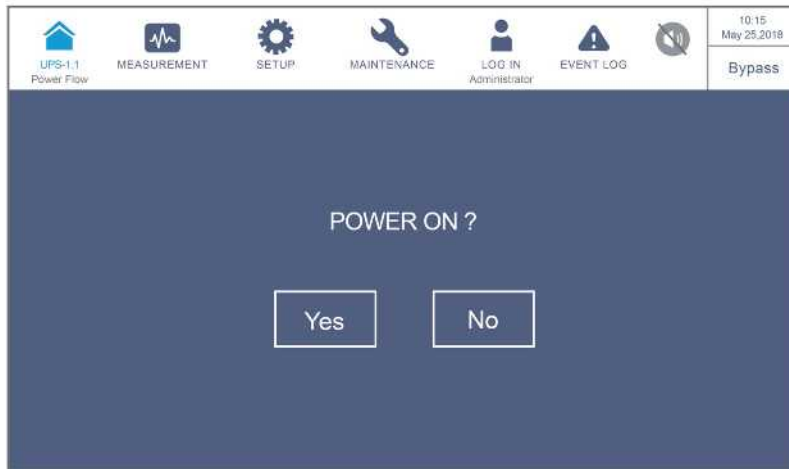 UPS-1.1
Power Flow
MEASUREMENT
SETUP
MAINTENANCE
LOG IN
Administrator
EVENT LOG
10:15
May 25,2018
Bypass
POWER ON ?
Yes
No